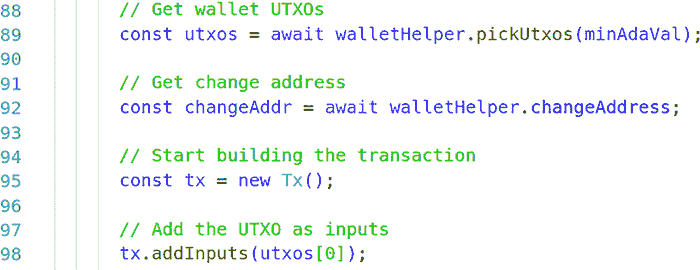 88 // Get wallet UTXOs
89 const utxos = await walletHelper.pickUtxos(minAdaVal);
90
91 // Get change address
92 const changeAddr = await walletHelper.changeAddress;
93
94 // Start building the transaction
95 const tx = new Tx();
96
97 // Add the UTXO as inputs
98 tx.addInputs(utxos[0]);